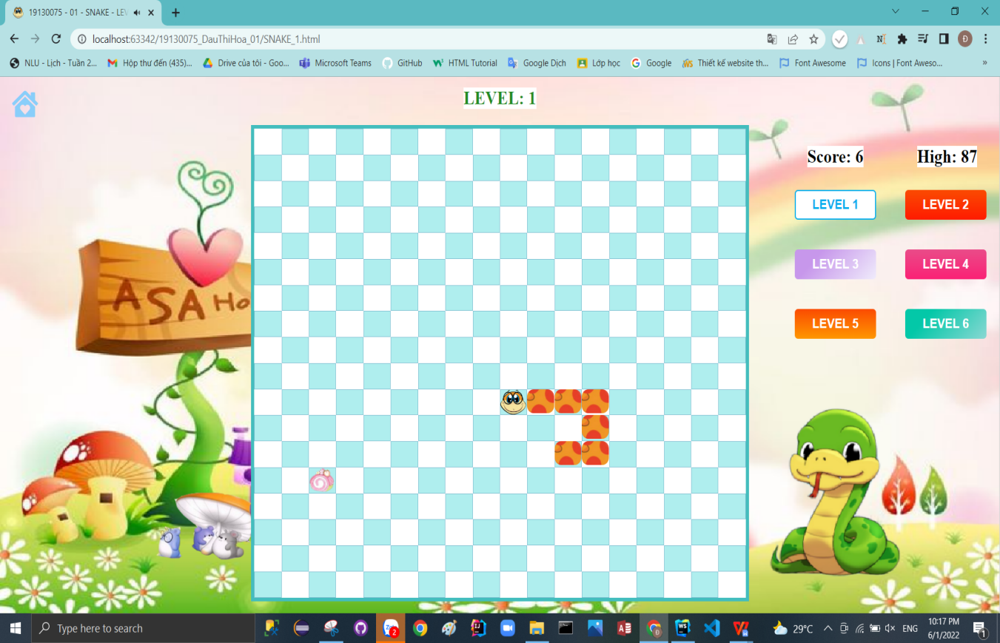 19130075 - 01 - SNAKE - LEV
localhost:63342/19130075_DauThiHoa_01/SNAKE_1.html
NLU - Lịch - Tuần 2... Hộp thư đến (435)... Drive của tôi - Goo... Microsoft Teams GitHub HTML Tutorial Google Dịch Lớp học Google Thiết kế website th... Font Awesome Icons | Font Aweso... »
LEVEL: 1
Score: 6 High: 87
LEVEL 1 LEVEL 2
LEVEL 3 LEVEL 4
LEVEL 5 LEVEL 6
ASA Ho
Type here to search
29°C ENG
10:17 PM
6/1/2022